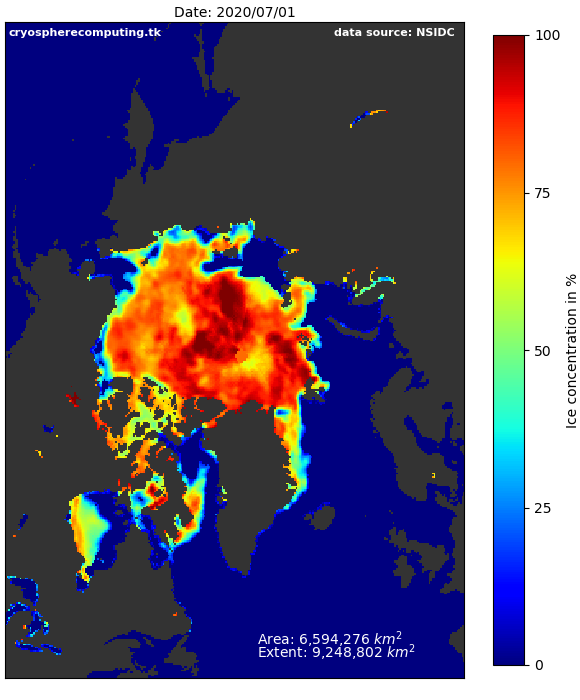 Date: 2020/07/01
cryospherecomputing.tk data source: NSIDC
100
75
50
25
0
Ice concentration in %
Area: 6,594,276 km²
Extent: 9,248,802 km²